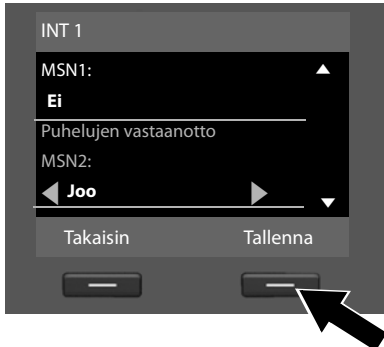 INT 1
MSN1:
Ei
Puhelujen vastaanotto
MSN2:
Joo
Takaisin Tallenna